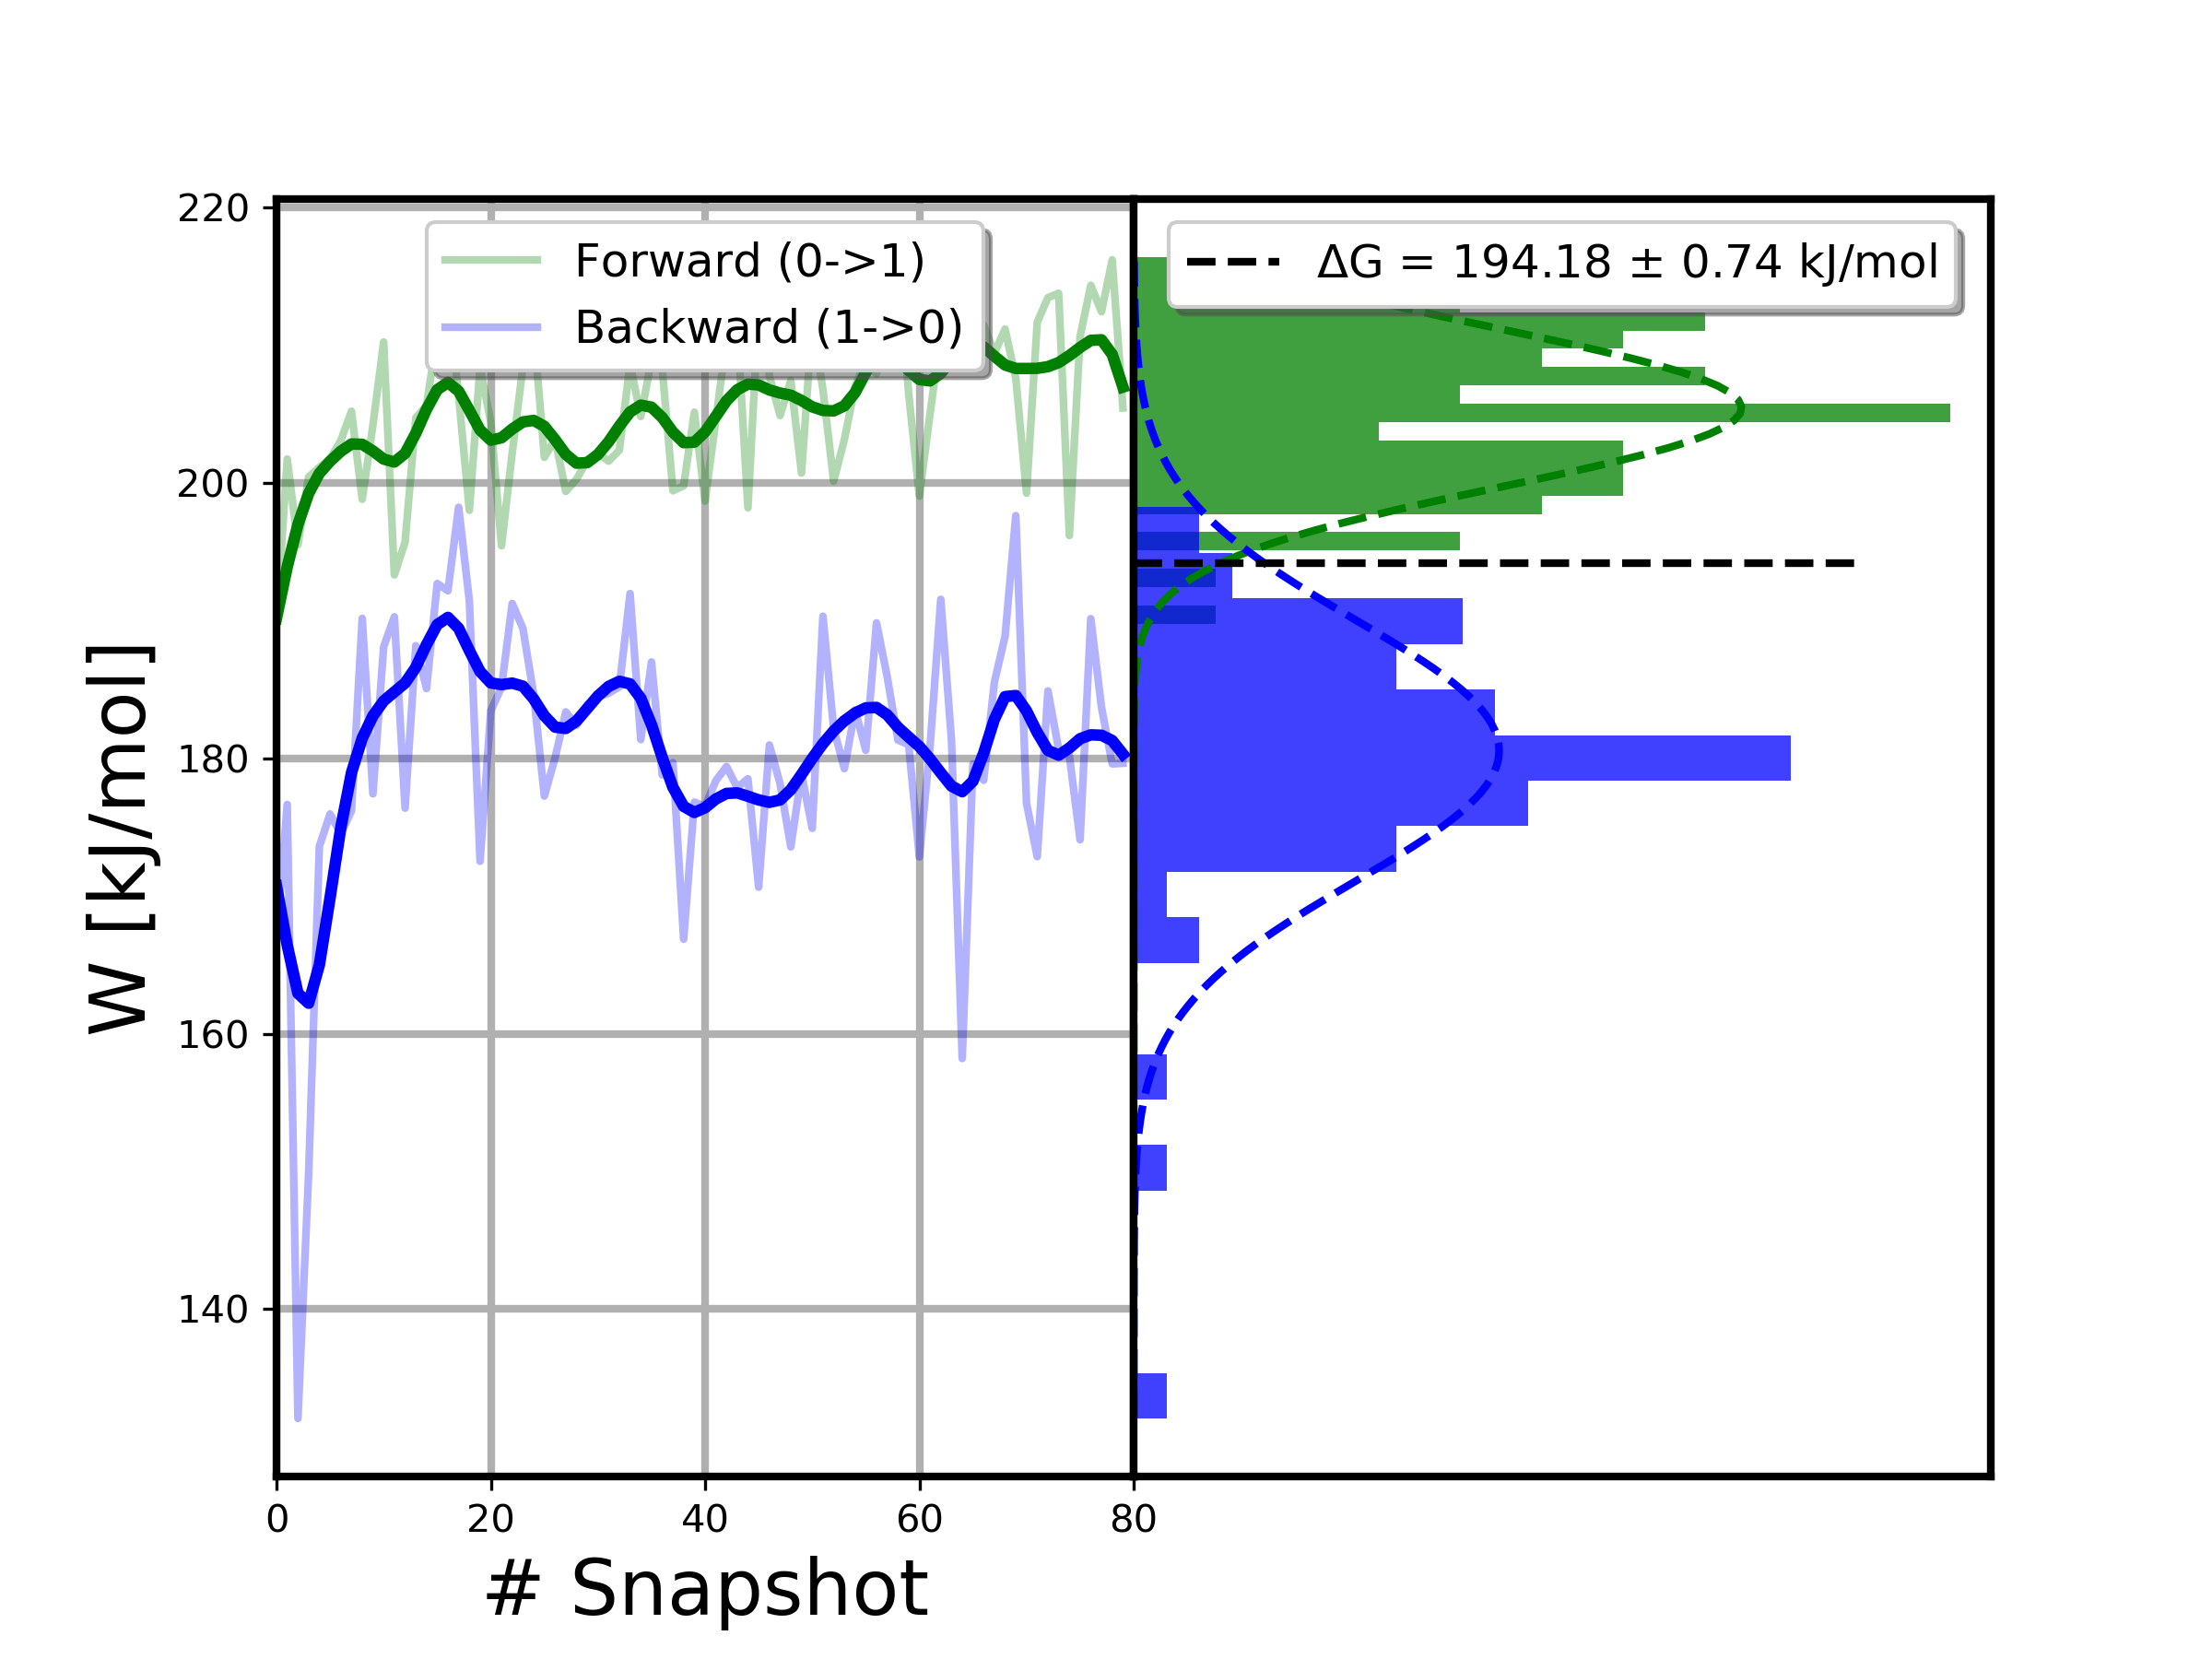 220
200
180
160
140
W [kJ/mol]
Forward (0->1)
Backward (1->0)
ΔG = 194.18 ± 0.74 kJ/mol
0 20 40 60 80
# Snapshot